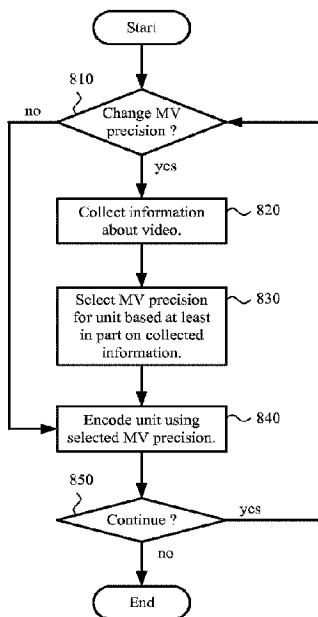 Start
810
no
Change MV
precision ?
yes
Collect information
about video.
820
Select MV precision
for unit based at least
in part on collected
information.
830
Encode unit using
selected MV precision.
840
850
Continue ?
yes
no
End